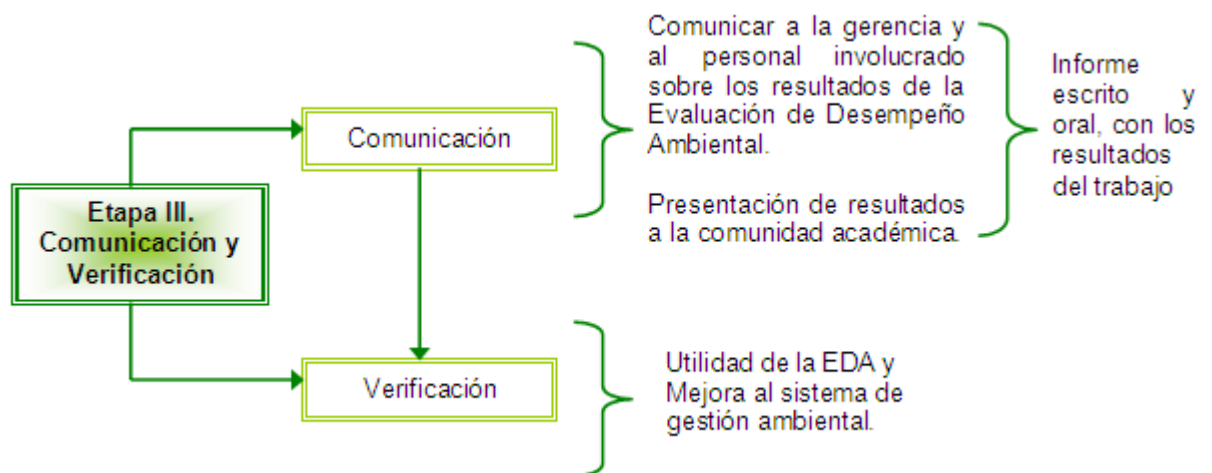 Etapa III.
Comunicación y
Verificación
Comunicación
Comunicar a la gerencia y
al personal involucrado
sobre los resultados de la
Evaluación de Desempeño
Ambiental.
Presentación de resultados
a la comunidad académica.
Informe
escrito y
oral, con los
resultados
del trabajo
Verificación
Utilidad de la EDA y
Mejora al sistema de
gestión ambiental.